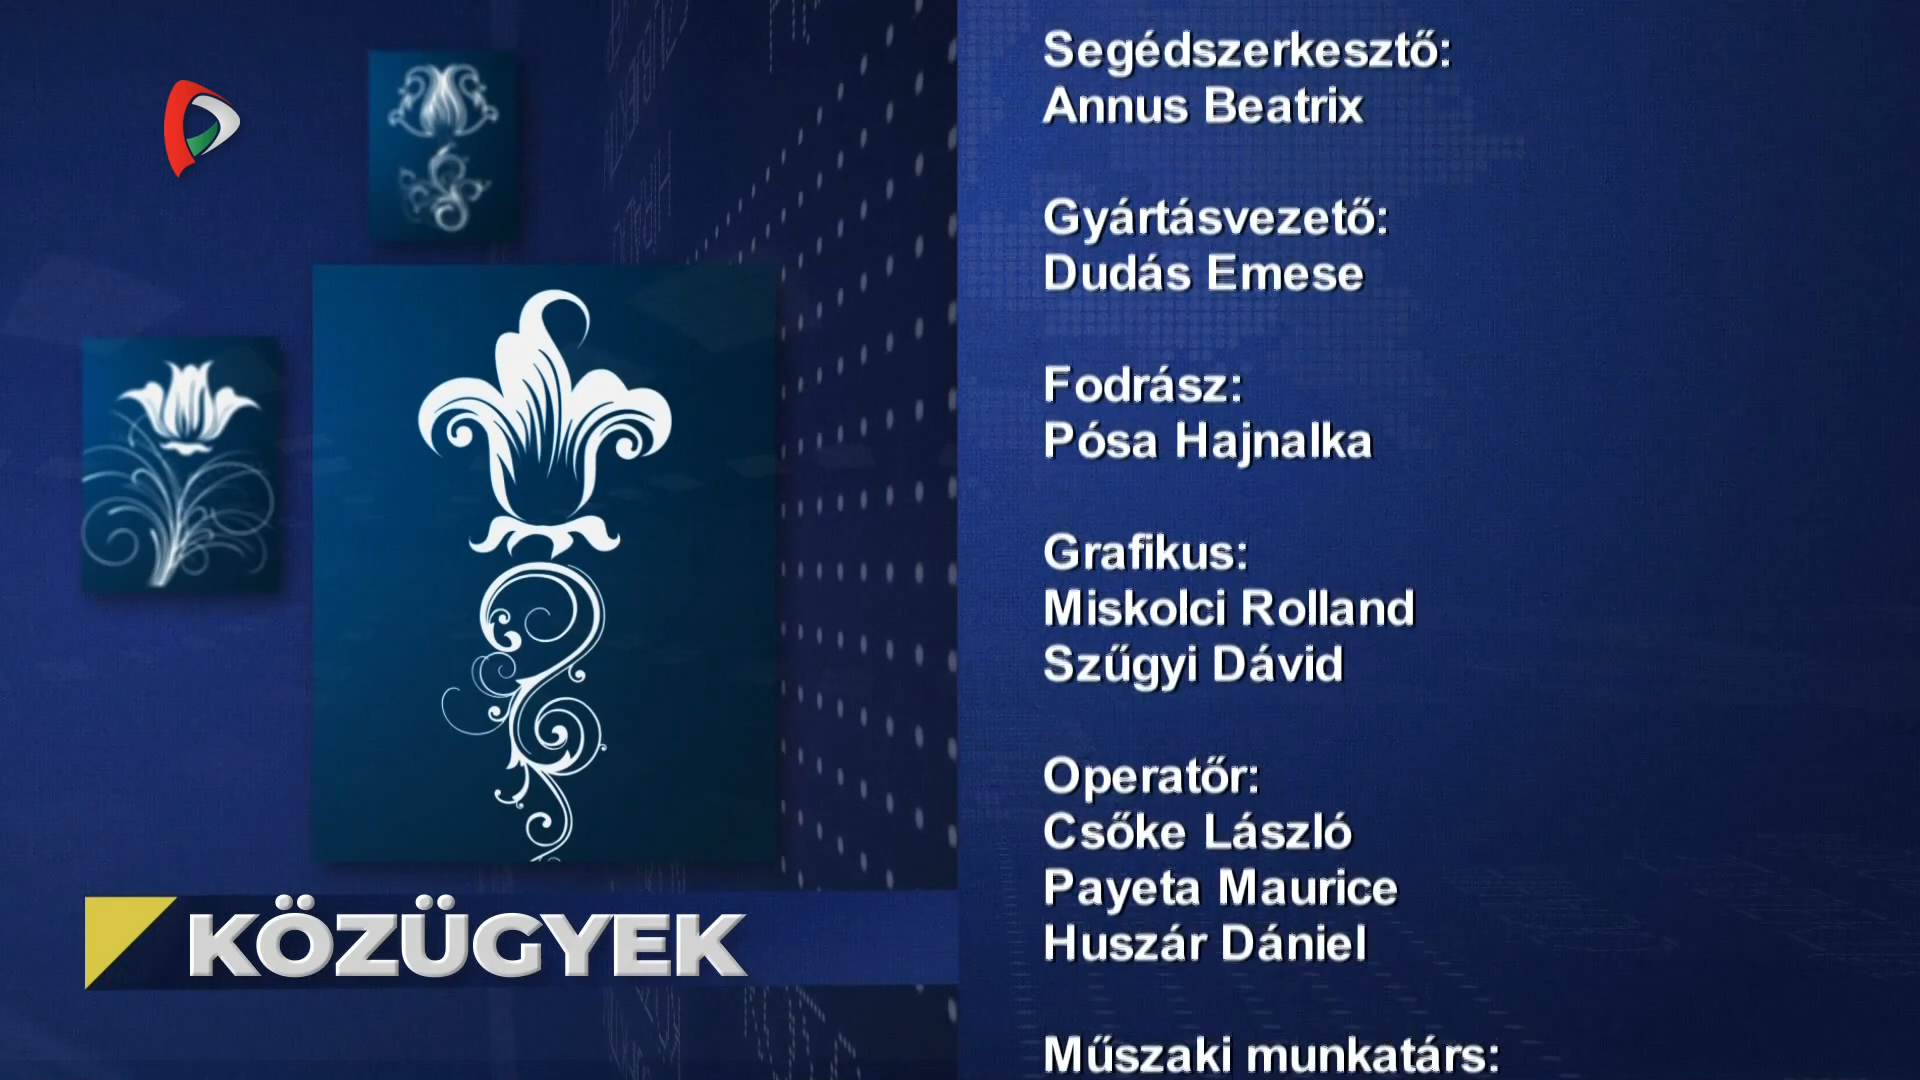 Segédszerkesztő:
Annus Beatrix
Gyártásvezető:
Dudás Emese
Fodrász:
Pósa Hajnalka
Grafikus:
Miskolci Rolland
Szűgyi Dávid
Operatőr:
Csőke László
Payeta Maurice
Huszár Dániel
Műszaki munkatárs:
KÖZÜGYEK